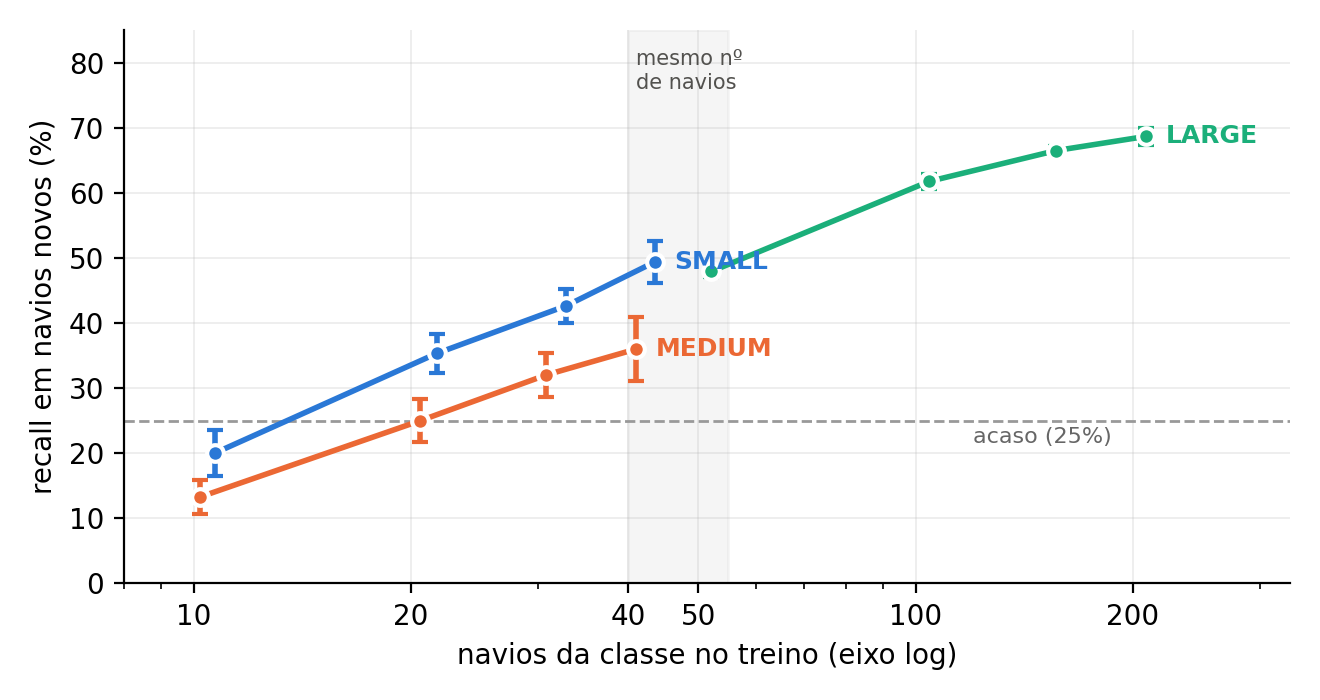 mesmo nº
de navios
80
70
60
50
40
30
20
10
0
recall em navios novos (%)
LARGE
SMALL
MEDIUM
acaso (25%)
10
20
40
50
100
200
navios da classe no treino (eixo log)